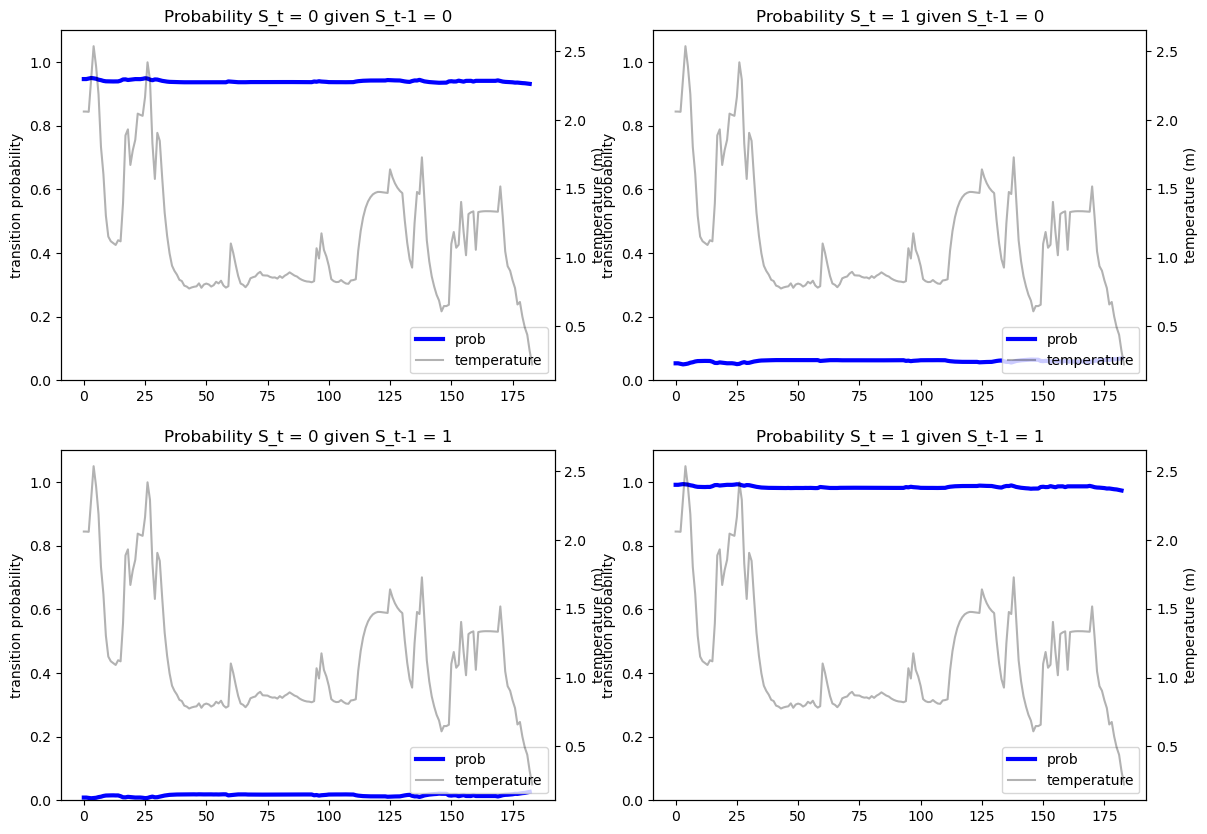 Probability S_t = 0 given S_t-1 = 0
transition probability
1.0
0.8
0.6
0.4
0.2
0.0
2.5
2.0
1.5
1.0
0.5
temperature (m)
prob
temperature
0 25 50 75 100 125 150 175
Probability S_t = 1 given S_t-1 = 0
transition probability
1.0
0.8
0.6
0.4
0.2
0.0
2.5
2.0
1.5
1.0
0.5
temperature (m)
prob
temperature
0 25 50 75 100 125 150 175
Probability S_t = 0 given S_t-1 = 1
transition probability
1.0
0.8
0.6
0.4
0.2
0.0
2.5
2.0
1.5
1.0
0.5
temperature (m)
prob
temperature
0 25 50 75 100 125 150 175
Probability S_t = 1 given S_t-1 = 1
transition probability
1.0
0.8
0.6
0.4
0.2
0.0
2.5
2.0
1.5
1.0
0.5
temperature (m)
prob
temperature
0 25 50 75 100 125 150 175